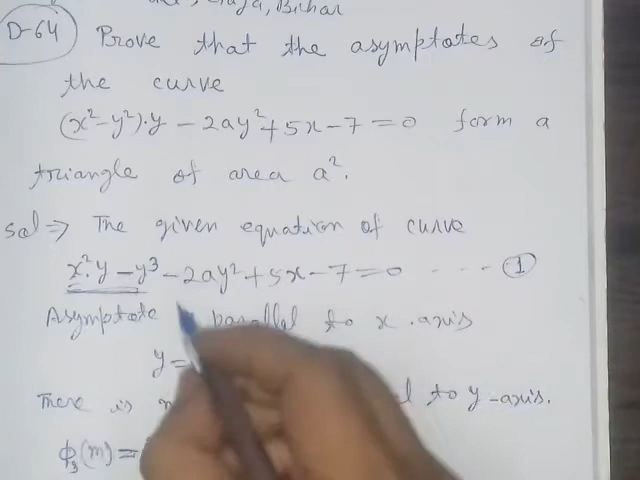 Gaya, Bihar
D-64 Prove that the asymptotes of
the curve
(x²-y²).y - 2ay² + 5x - 7 = 0 form a
triangle of area a².
Sol ⇒ The given equation of curve
x².y - y³ - 2ay² + 5x - 7 = 0 ---- ①
Asymptote parallel to x.axis
y =
There is to y-axis.
ϕ₃(m) =